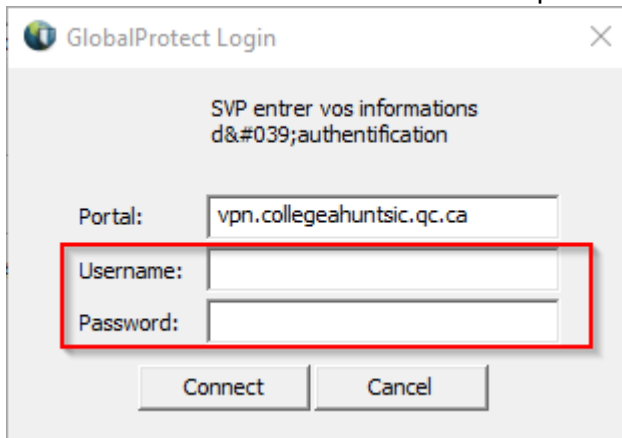 GlobalProtect Login
SVP entrer vos informations
d&#039;authentification
Portal: vpn.collegeahuntsic.qc.ca
Username:
Password:
Connect Cancel